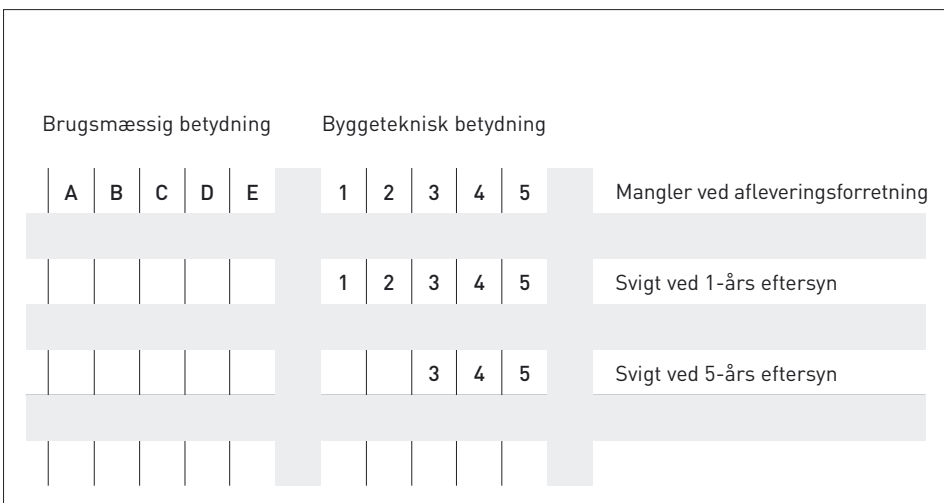 Brugsmæssig betydning Byggeteknisk betydning
A B C D E 1 2 3 4 5 Mangler ved afleveringsforretning
1 2 3 4 5 Svigt ved 1-års eftersyn
3 4 5 Svigt ved 5-års eftersyn